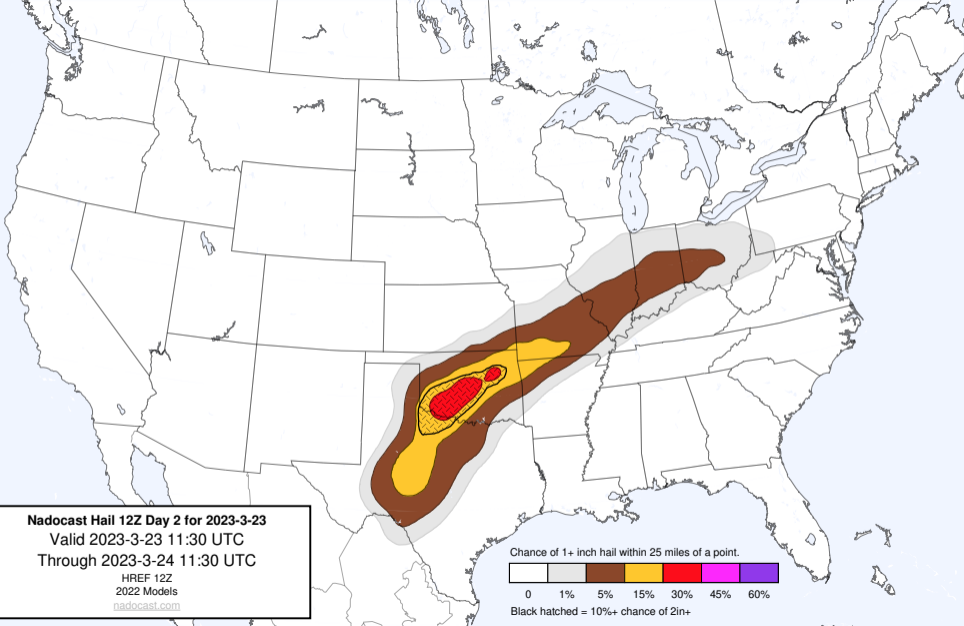 Nadocast Hail 12Z Day 2 for 2023-3-23
Valid 2023-3-23 11:30 UTC
Through 2023-3-24 11:30 UTC
HREF 12Z
2022 Models
nadocast.com
Chance of 1+ inch hail within 25 miles of a point.
0 1% 5% 15% 30% 45% 60%
Black hatched = 10%+ chance of 2in+